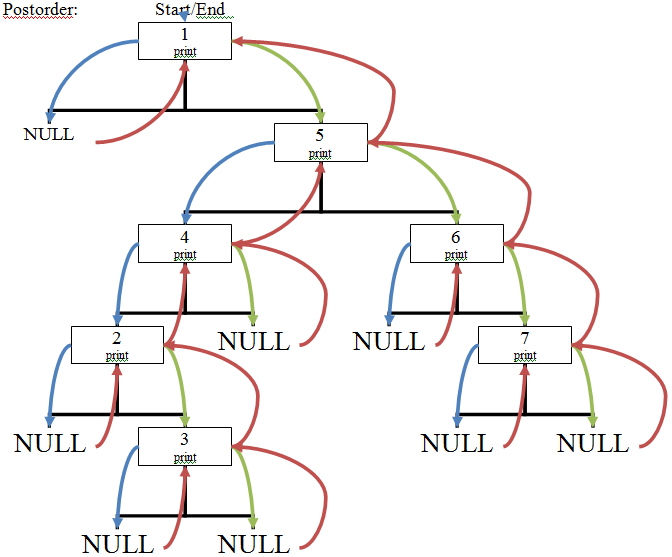 Postorder: Start/End
1
print
NULL
5
print
4
print
6
print
NULL
NULL
2
print
7
print
NULL
NULL
NULL
3
print
NULL
NULL